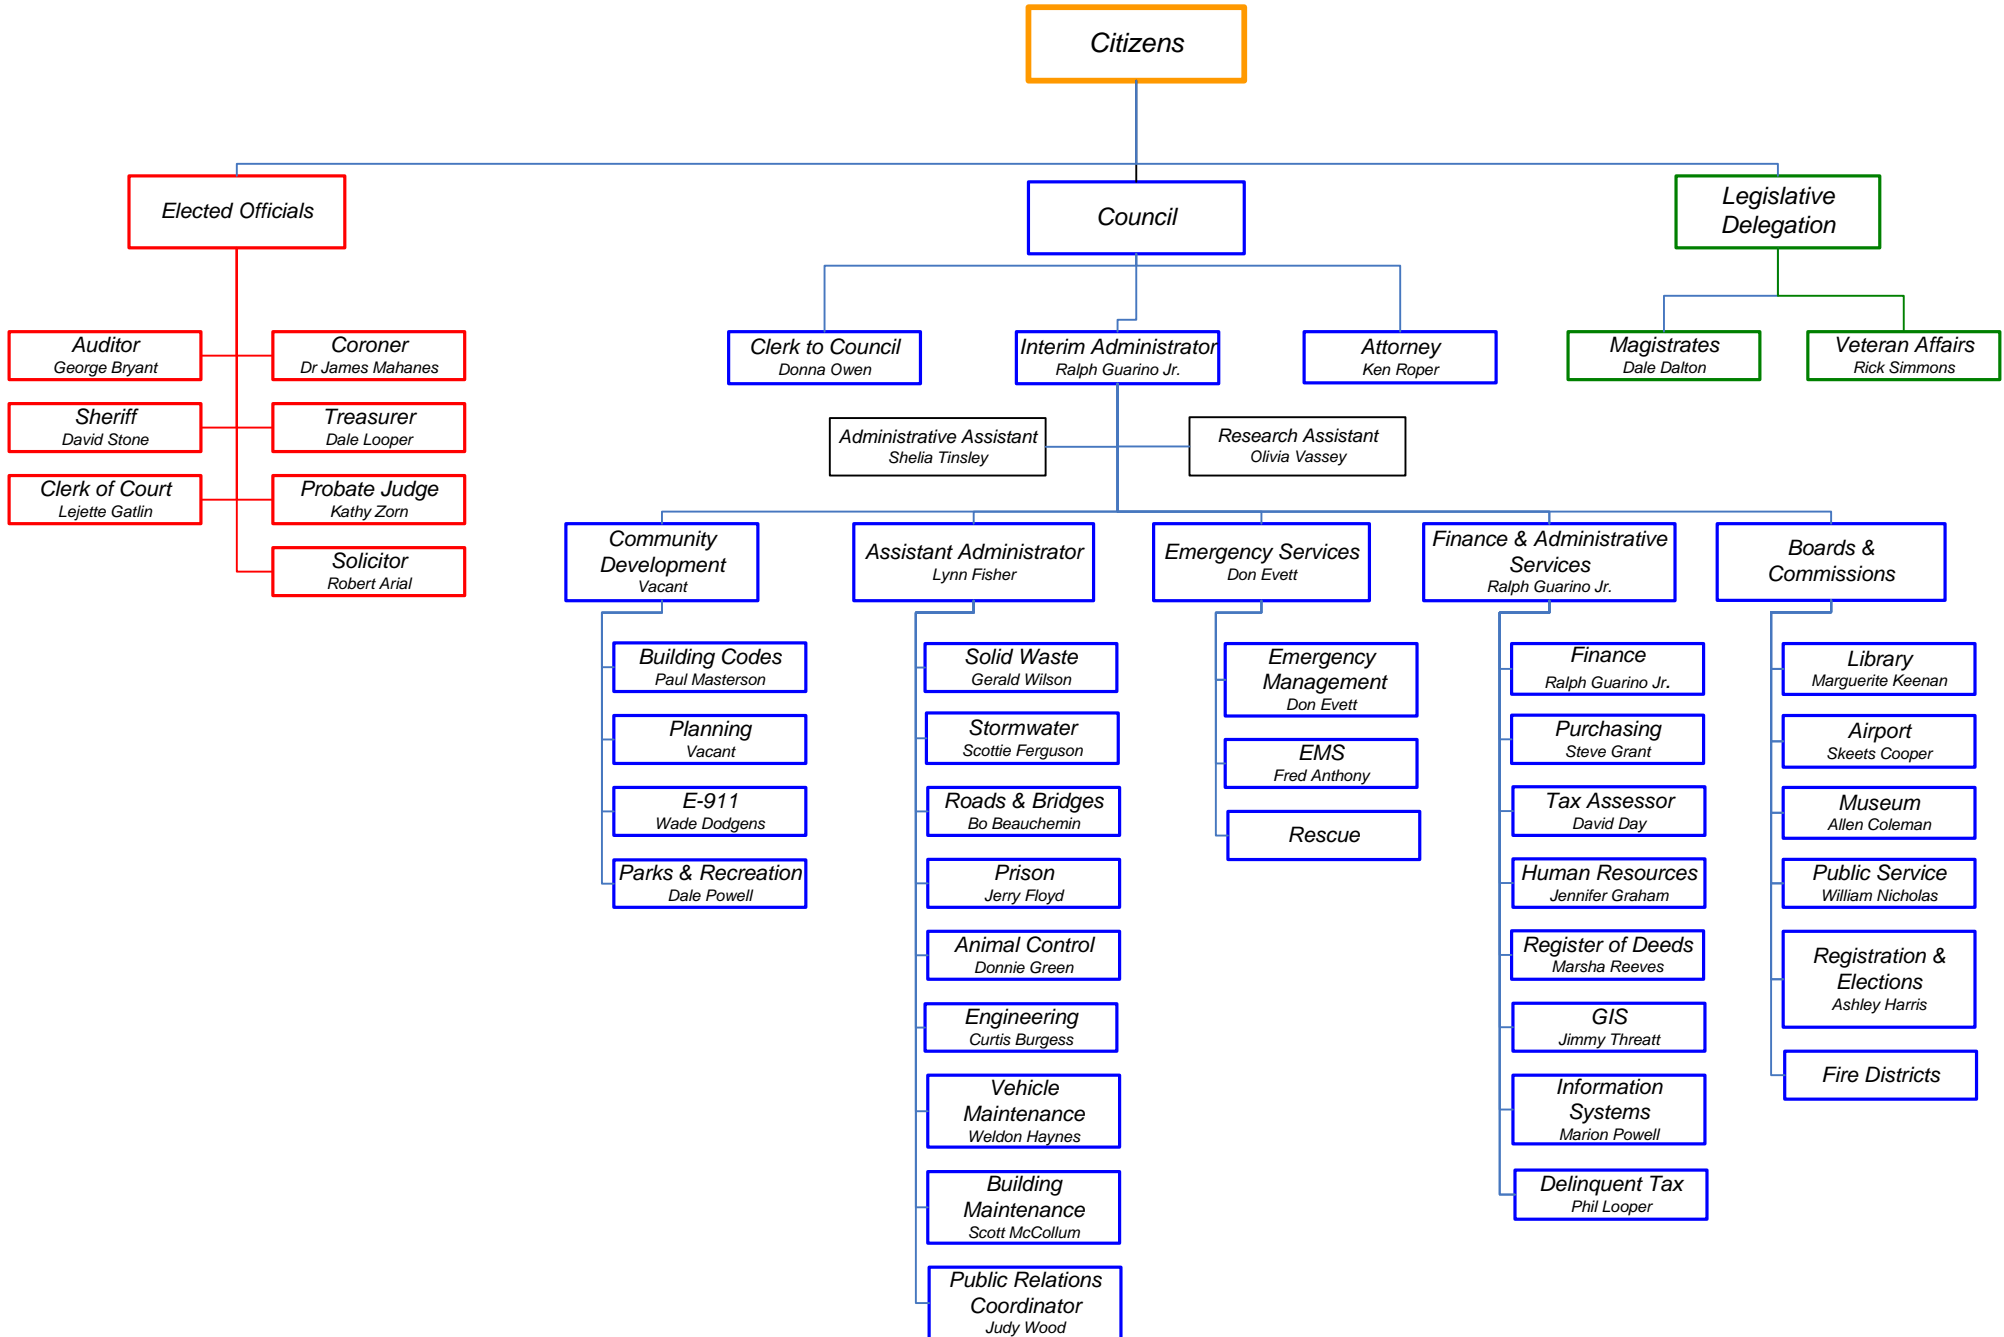 Citizens
Elected Officials
Council
Legislative
Delegation
Auditor
George Bryant
Coroner
Dr James Mahanes
Sheriff
David Stone
Treasurer
Dale Looper
Clerk of Court
Lejette Gatlin
Probate Judge
Kathy Zorn
Solicitor
Robert Arial
Clerk to Council
Donna Owen
Interim Administrator
Ralph Guarino Jr.
Attorney
Ken Roper
Magistrates
Dale Dalton
Veteran Affairs
Rick Simmons
Administrative Assistant
Shelia Tinsley
Research Assistant
Olivia Vassey
Community
Development
Vacant
Building Codes
Paul Masterson
Planning
Vacant
E-911
Wade Dodgens
Parks & Recreation
Dale Powell
Assistant Administrator
Lynn Fisher
Solid Waste
Gerald Wilson
Stormwater
Scottie Ferguson
Roads & Bridges
Bo Beauchemin
Prison
Jerry Floyd
Animal Control
Donnie Green
Engineering
Curtis Burgess
Vehicle
Maintenance
Weldon Haynes
Building
Maintenance
Scott McCollum
Public Relations
Coordinator
Judy Wood
Emergency Services
Don Evett
Emergency
Management
Don Evett
EMS
Fred Anthony
Rescue
Finance & Administrative
Services
Ralph Guarino Jr.
Finance
Ralph Guarino Jr.
Purchasing
Steve Grant
Tax Assessor
David Day
Human Resources
Jennifer Graham
Register of Deeds
Marsha Reeves
GIS
Jimmy Threatt
Information
Systems
Marion Powell
Delinquent Tax
Phil Looper
Boards &
Commissions
Library
Marguerite Keenan
Airport
Skeets Cooper
Museum
Allen Coleman
Public Service
William Nicholas
Registration &
Elections
Ashley Harris
Fire Districts